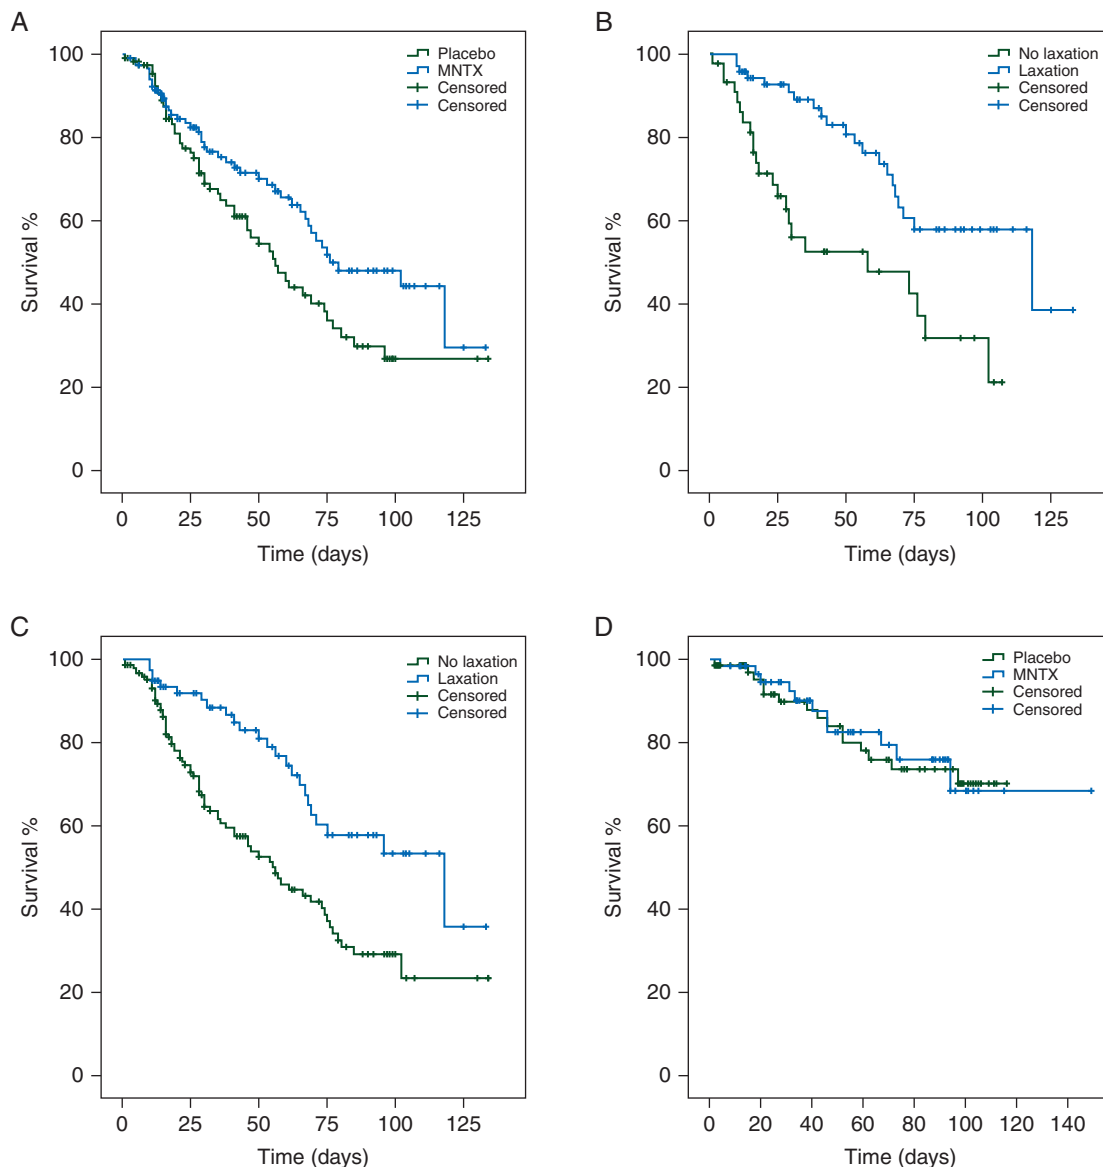 A
Placebo
MNTX
Censored
Censored
100
80
60
40
20
0
Survival %
0 25 50 75 100 125
Time (days)
B
No laxation
Laxation
Censored
Censored
100
80
60
40
20
0
Survival %
0 25 50 75 100 125
Time (days)
C
No laxation
Laxation
Censored
Censored
100
80
60
40
20
0
Survival %
0 25 50 75 100 125
Time (days)
D
Placebo
MNTX
Censored
Censored
100
80
60
40
20
0
Survival %
0 20 40 60 80 100 120 140
Time (days)